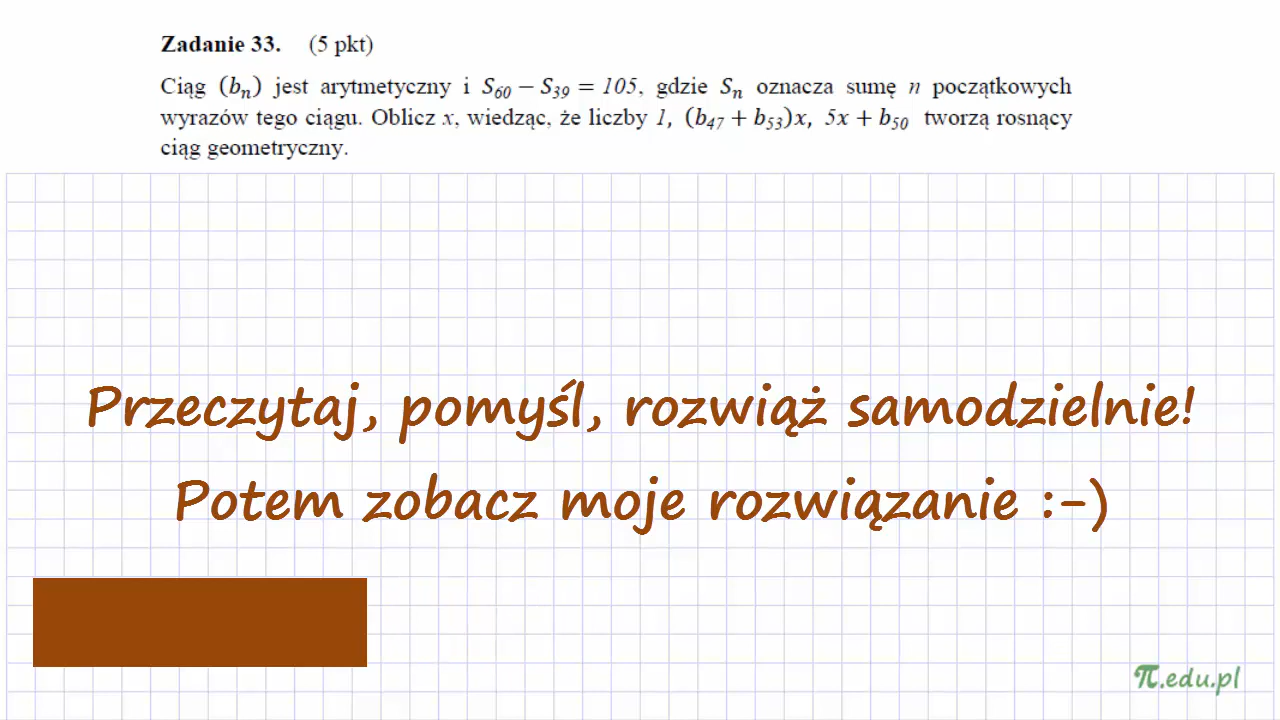 Zadanie 33. (5 pkt)
Ciąg (bₙ) jest arytmetyczny i S₆₀ − S₃₉ = 105, gdzie Sₙ oznacza sumę n początkowych
wyrazów tego ciągu. Oblicz x, wiedząc, że liczby 1, (b₄₇ + b₅₃)x, 5x + b₅₀ tworzą rosnący
ciąg geometryczny.
Przeczytaj, pomyśl, rozwiąż samodzielnie!
Potem zobacz moje rozwiązanie :-)
π.edu.pl